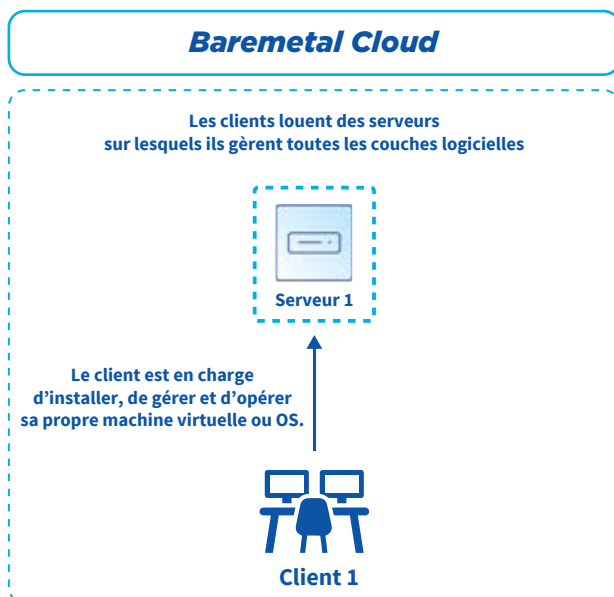 Baremetal Cloud
Les clients louent des serveurs
sur lesquels ils gèrent toutes les couches logicielles
Serveur 1
Le client est en charge
d’installer, de gérer et d’opérer
sa propre machine virtuelle ou OS.
Client 1